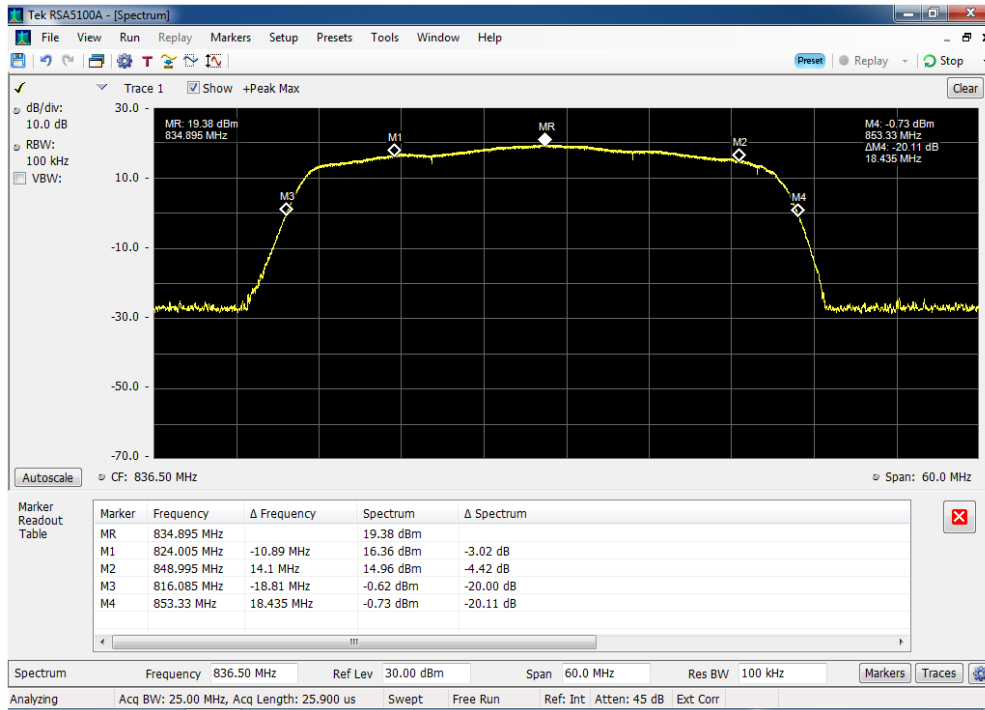 Tek RSA5100A - [Spectrum]
File View Run Replay Markers Setup Presets Tools Window Help
Preset Replay Stop
Trace 1 Show +Peak Max Clear
dB/div:
10.0 dB
RBW:
100 kHz
VBW:
30.0 -
10.0 -
-10.0 -
-30.0 -
-50.0 -
-70.0 -
MR: 19.38 dBm
834.895 MHz
M4: -0.73 dBm
853.33 MHz
ΔM4: -20.11 dB
18.435 MHz
M1
MR
M2
M3
M4
Autoscale CF: 836.50 MHz Span: 60.0 MHz
Marker
Readout
Table
Marker Frequency Δ Frequency Spectrum Δ Spectrum
MR 834.895 MHz 19.38 dBm
M1 824.005 MHz -10.89 MHz 16.36 dBm -3.02 dB
M2 848.995 MHz 14.1 MHz 14.96 dBm -4.42 dB
M3 816.085 MHz -18.81 MHz -0.62 dBm -20.00 dB
M4 853.33 MHz 18.435 MHz -0.73 dBm -20.11 dB
Spectrum Frequency 836.50 MHz Ref Lev 30.00 dBm Span 60.0 MHz Res BW 100 kHz Markers Traces
Analyzing Acq BW: 25.00 MHz, Acq Length: 25.900 us Swept Free Run Ref: Int Atten: 45 dB Ext Corr